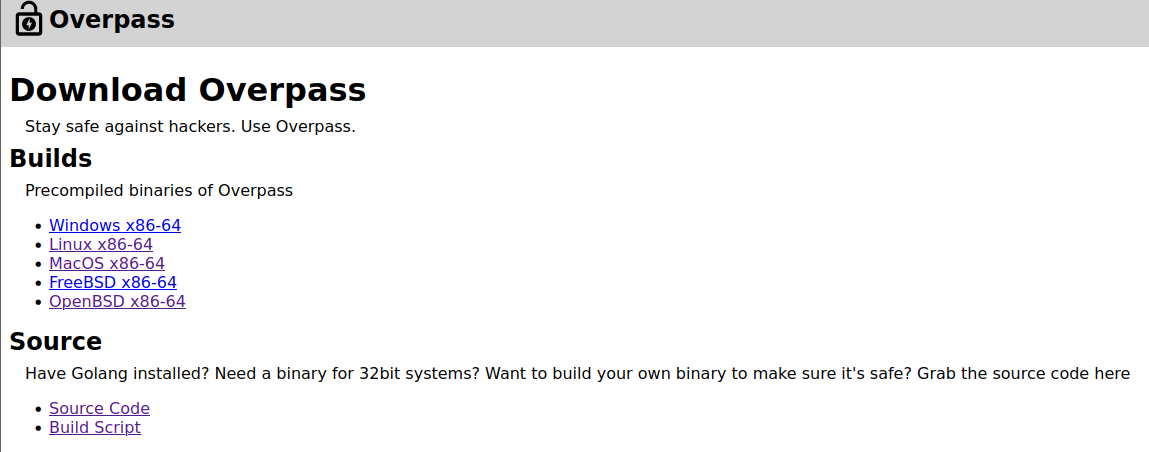 Overpass
Download Overpass
Stay safe against hackers. Use Overpass.
Builds
Precompiled binaries of Overpass
Windows x86-64
Linux x86-64
MacOS x86-64
FreeBSD x86-64
OpenBSD x86-64
Source
Have Golang installed? Need a binary for 32bit systems? Want to build your own binary to make sure it's safe? Grab the source code here
Source Code
Build Script